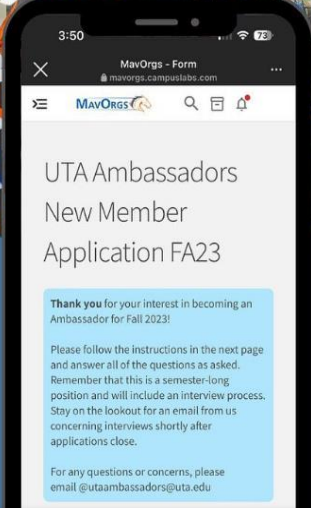 3:50
73
MavOrgs - Form
mavorgs.campuslabs.com
MAVORGS
UTA Ambassadors
New Member
Application FA23
Thank you for your interest in becoming an
Ambassador for Fall 2023!
Please follow the instructions in the next page
and answer all of the questions as asked.
Remember that this is a semester-long
position and will include an interview process.
Stay on the lookout for an email from us
concerning interviews shortly after
applications close.
For any questions or concerns, please
email @utaambassadors@uta.edu